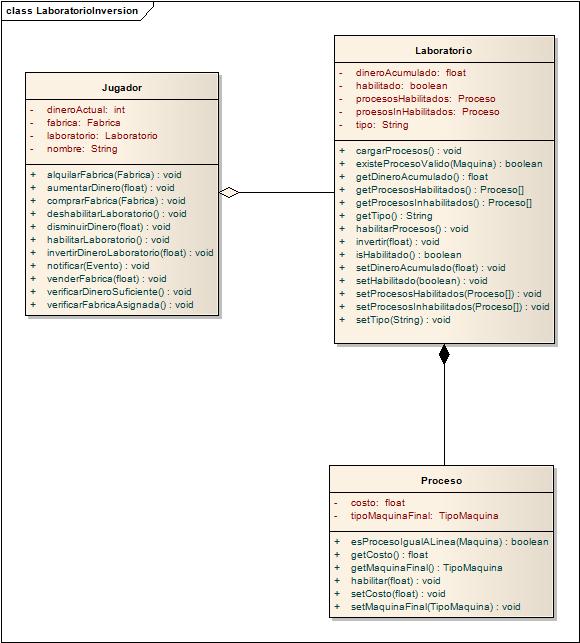 class LaboratorioInversion
Jugador
- dineroActual: int
- fabrica: Fabrica
- laboratorio: Laboratorio
- nombre: String
+ alquilarFabrica(Fabrica) : void
+ aumentarDinero(float) : void
+ comprarFabrica(Fabrica) : void
+ deshabilitarLaboratorio() : void
+ disminuirDinero(float) : void
+ habilitarLaboratorio() : void
+ invertirDineroLaboratorio(float) : void
+ notificar(Evento) : void
+ venderFabrica(float) : void
+ verificarDineroSuficiente() : void
+ verificarFabricaAsignada() : void
Laboratorio
- dineroAcumulado: float
- habilitado: boolean
- procesosHabilitados: Proceso
- proesosInHabilitados: Proceso
- tipo: String
+ cargarProcesos() : void
+ existeProcesoValido(Maquina) : boolean
+ getDineroAcumulado() : float
+ getProcesosHabilitados() : Proceso[]
+ getProcesosInhabilitados() : Proceso[]
+ getTipo() : String
+ habilitarProcesos() : void
+ invertir(float) : void
+ isHabilitado() : boolean
+ setDineroAcumulado(float) : void
+ setHabilitado(boolean) : void
+ setProcesosHabilitados(Proceso[]) : void
+ setProcesosInhabilitados(Proceso[]) : void
+ setTipo(String) : void
Proceso
- costo: float
- tipoMaquinaFinal: TipoMaquina
+ esProcesoIgualALinea(Maquina) : boolean
+ getCosto() : float
+ getMaquinaFinal() : TipoMaquina
+ habilitar(float) : void
+ setCosto(float) : void
+ setMaquinaFinal(TipoMaquina) : void